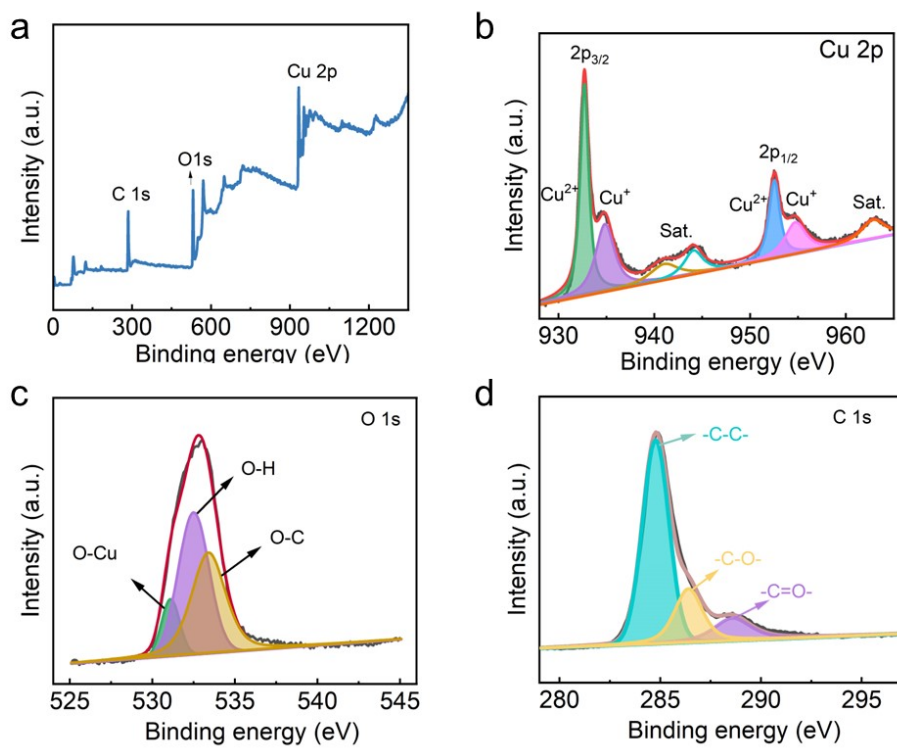 a
Cu 2p
O1s
C 1s
Intensity (a.u.)
0 300 600 900 1200
Binding energy (eV)
b
Cu 2p
2p3/2
2p1/2
Cu2+
Cu+
Sat.
Cu2+
Cu+
Sat.
Intensity (a.u.)
930 940 950 960
Binding energy (eV)
c
O 1s
O-H
O-C
O-Cu
Intensity (a.u.)
525 530 535 540 545
Binding energy (eV)
d
C 1s
-C-C-
-C-O-
-C=O-
Intensity (a.u.)
280 285 290 295
Binding energy (eV)